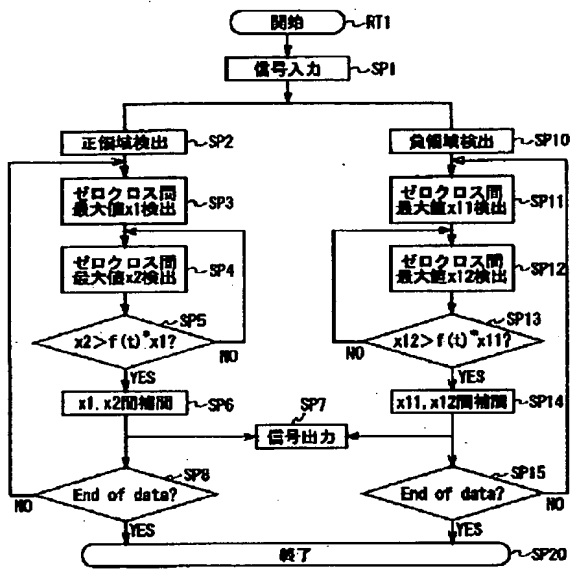 開始 RT1
信号入力 SP1
正領域検出 SP2
負領域検出 SP10
ゼロクロス間
最大値x1検出 SP3
ゼロクロス間
最大値x11検出 SP11
ゼロクロス間
最大値x2検出 SP4
ゼロクロス間
最大値x12検出 SP12
SP5
x2>f(t)*x1?
NO
YES
SP13
x12>f(t)*x11?
NO
YES
x1,x2間補間 SP6
SP7
信号出力
x11,x12間補間 SP14
SP8
End of data?
NO
YES
SP15
End of data?
NO
YES
終了 SP20